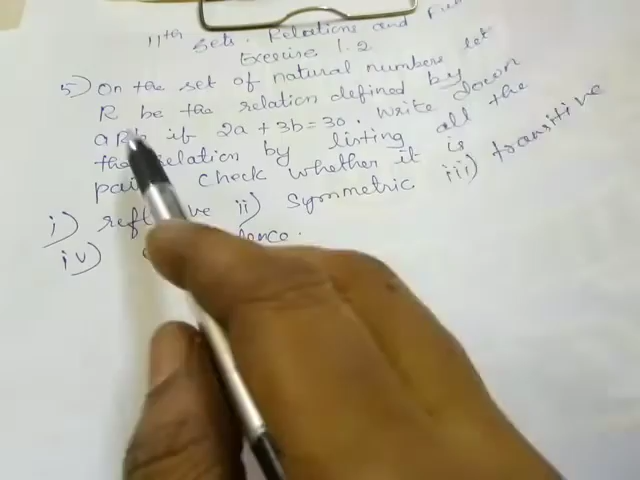 11th
Sets, Relations and
Exercise 1.2
5) On the set of natural numbers let
R be the relation defined by
aRb if 2a + 3b = 30. Write down
the relation by listing all the
pairs. Check whether it is
i) reflexive ii) Symmetric iii) transitive
iv)